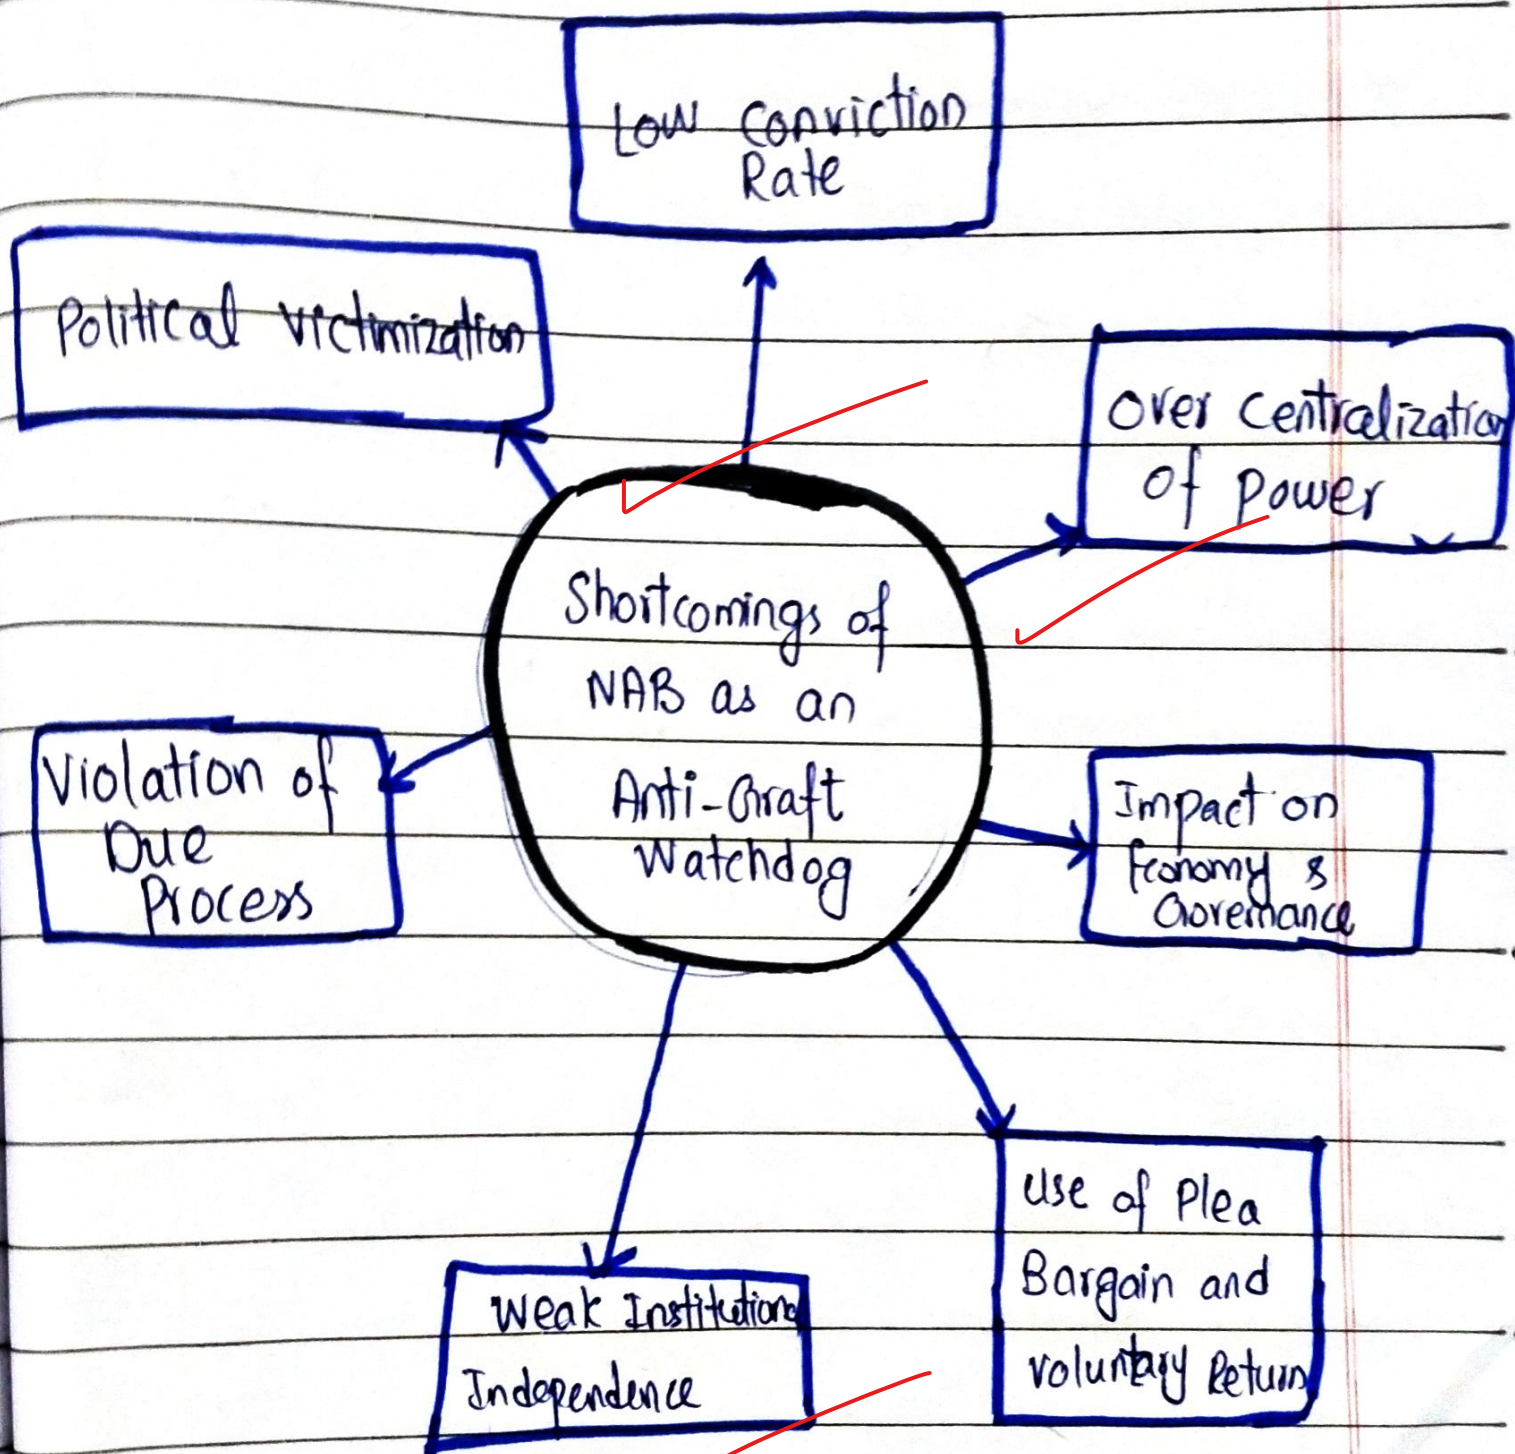 Low Conviction
Rate
Political Victimization
Over Centralization
of Power
Shortcomings of
NAB as an
Anti-Graft
Watchdog
Violation of
Due
Process
Impact on
Economy &
Governance
Use of Plea
Bargain and
Voluntary Return
Weak Institutional
Independence